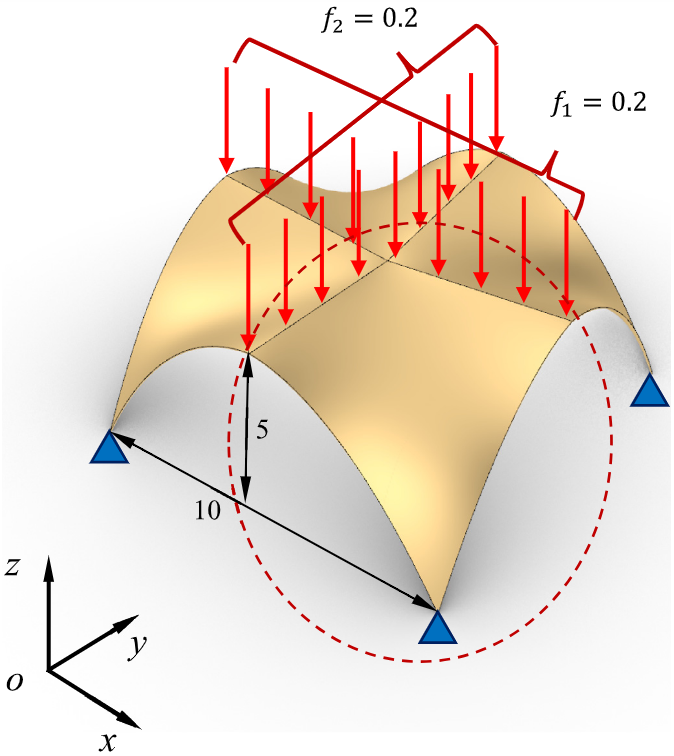 f₂ = 0.2
f₁ = 0.2
5
10
z
y
o
x